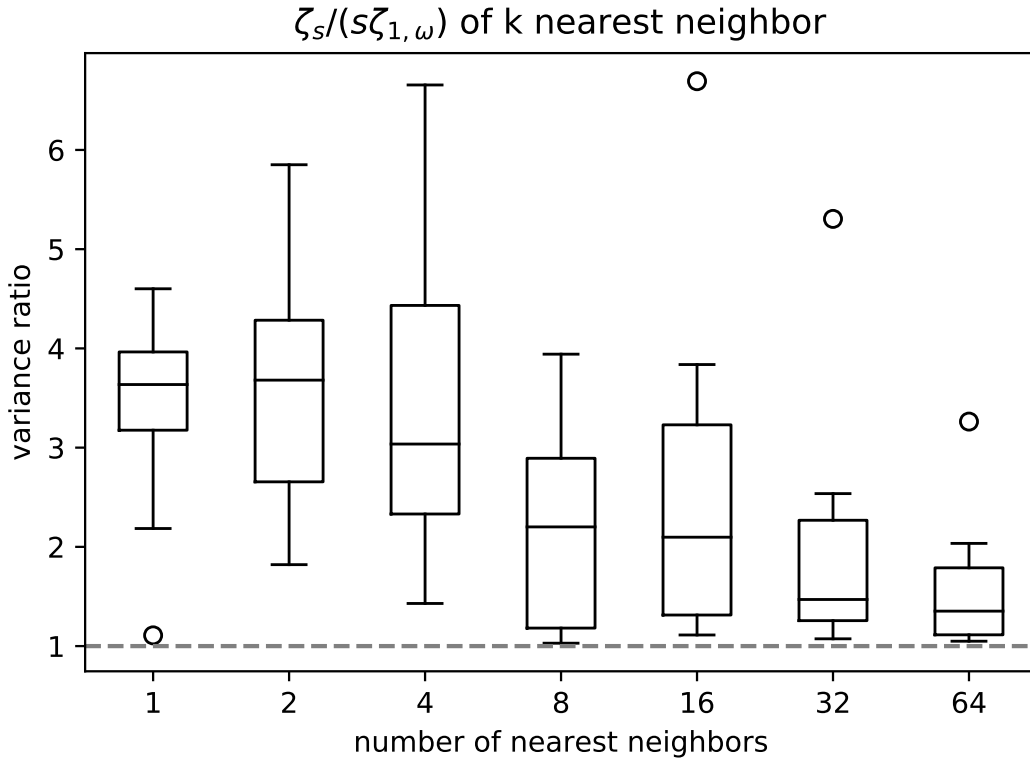 ζₛ/(sζ₁,ω) of k nearest neighbor
variance ratio
6
5
4
3
2
1
1 2 4 8 16 32 64
number of nearest neighbors